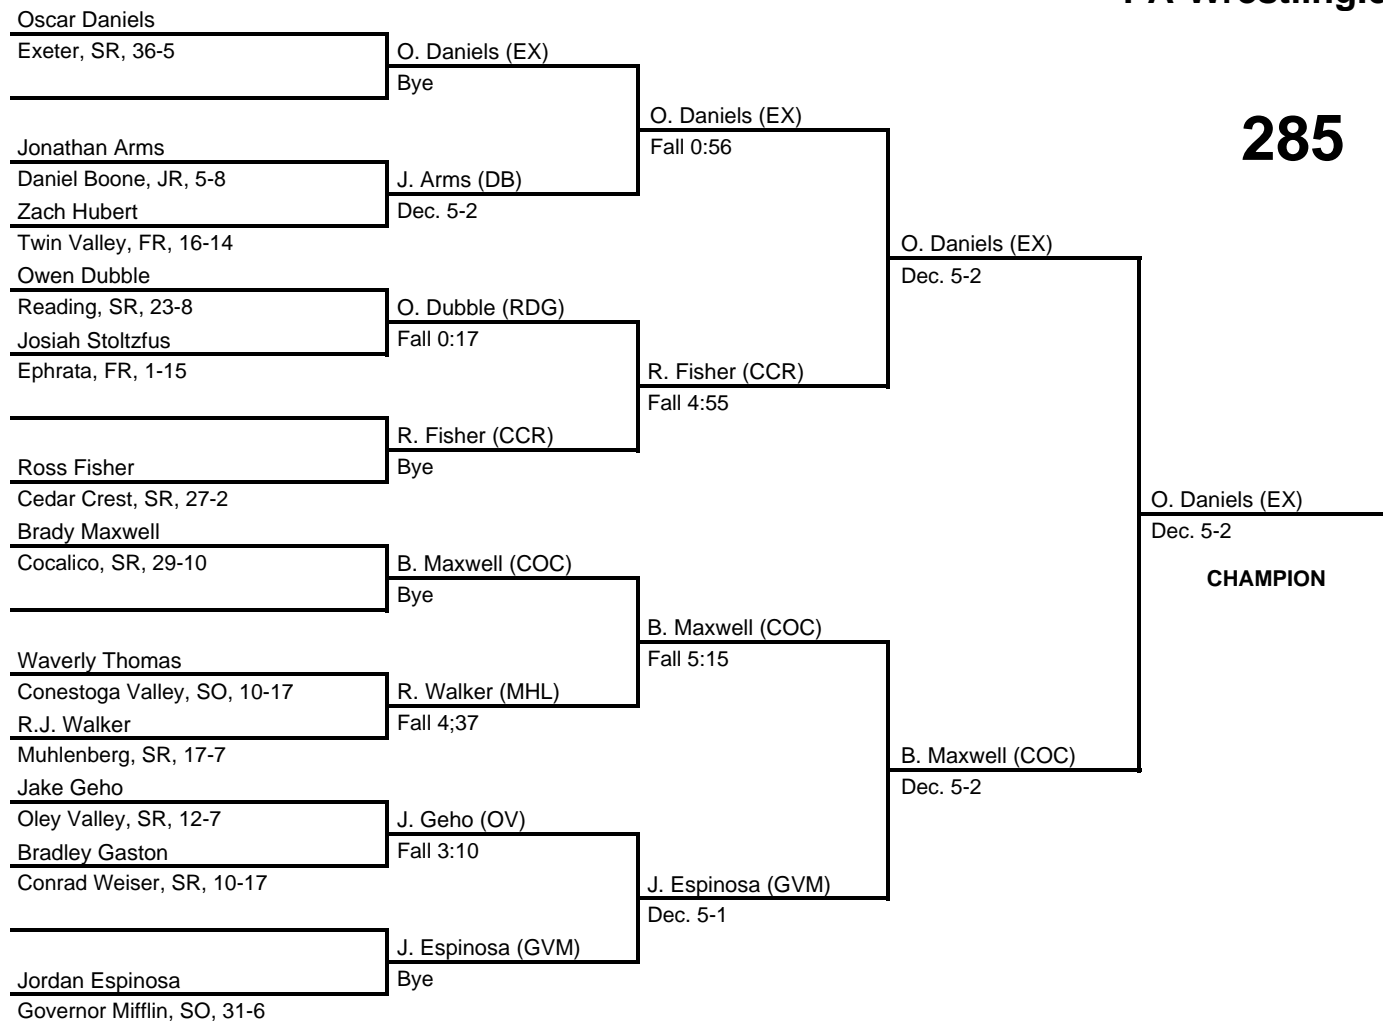 Oscar Daniels
Exeter, SR, 36-5
O. Daniels (EX)
Bye
O. Daniels (EX)
Fall 0:56
285
Jonathan Arms
Daniel Boone, JR, 5-8
J. Arms (DB)
Zach Hubert
Dec. 5-2
Twin Valley, FR, 16-14
O. Daniels (EX)
Dec. 5-2
Owen Dubble
Reading, SR, 23-8
O. Dubble (RDG)
Josiah Stoltzfus
Fall 0:17
Ephrata, FR, 1-15
R. Fisher (CCR)
Fall 4:55
R. Fisher (CCR)
Ross Fisher
Bye
Cedar Crest, SR, 27-2
O. Daniels (EX)
Dec. 5-2
CHAMPION
Brady Maxwell
Cocalico, SR, 29-10
B. Maxwell (COC)
Bye
B. Maxwell (COC)
Fall 5:15
Waverly Thomas
Conestoga Valley, SO, 10-17
R. Walker (MHL)
R.J. Walker
Fall 4;37
Muhlenberg, SR, 17-7
B. Maxwell (COC)
Dec. 5-2
Jake Geho
Oley Valley, SR, 12-7
J. Geho (OV)
Bradley Gaston
Fall 3:10
Conrad Weiser, SR, 10-17
J. Espinosa (GVM)
Dec. 5-1
J. Espinosa (GVM)
Jordan Espinosa
Bye
Governor Mifflin, SO, 31-6